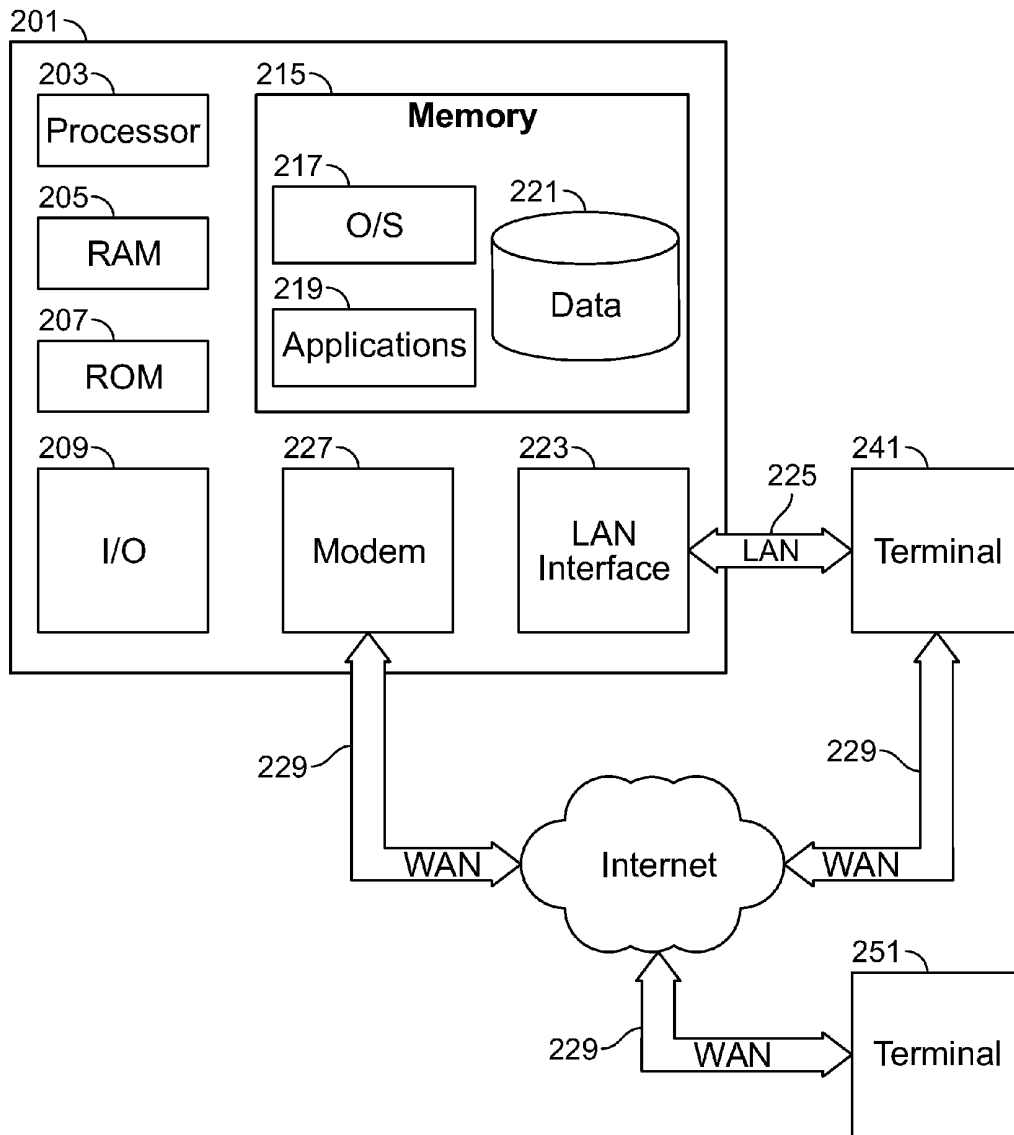 201
203
Processor
205
RAM
207
ROM
209
I/O
215
Memory
217
O/S
219
Applications
221
Data
227
Modem
223
LAN
Interface
225
LAN
241
Terminal
229
WAN
Internet
229
WAN
229
WAN
251
Terminal